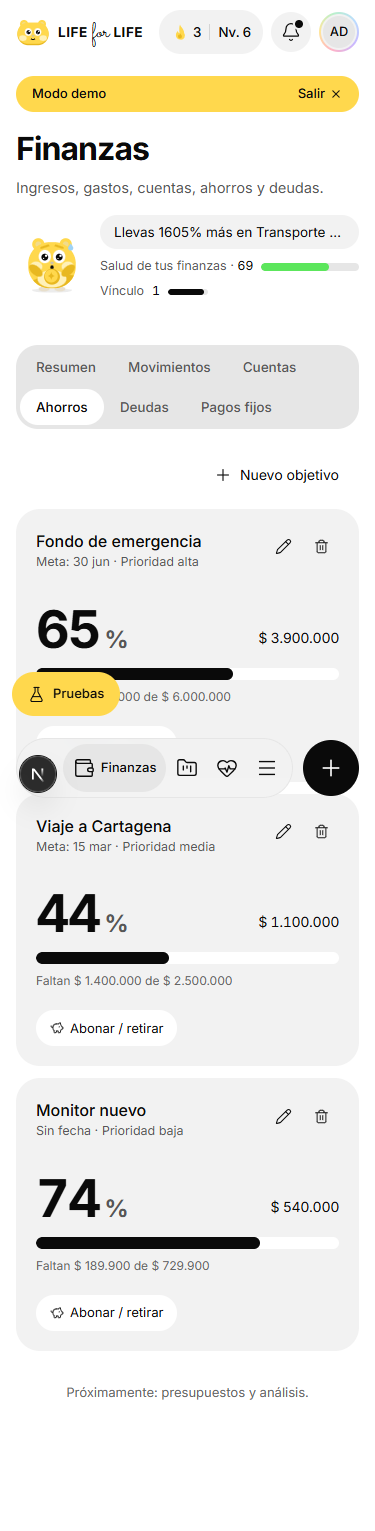 LIFE for LIFE
3
Nv. 6
AD
Modo demo
Salir
Finanzas
Ingresos, gastos, cuentas, ahorros y deudas.
Llevas 1605% más en Transporte ...
Salud de tus finanzas · 69
Vínculo 1
Resumen
Movimientos
Cuentas
Ahorros
Deudas
Pagos fijos
Nuevo objetivo
Fondo de emergencia
Meta: 30 jun · Prioridad alta
65 %
$ 3.900.000
000 de $ 6.000.000
Pruebas
N
Finanzas
Viaje a Cartagena
Meta: 15 mar · Prioridad media
44 %
$ 1.100.000
Faltan $ 1.400.000 de $ 2.500.000
Abonar / retirar
Monitor nuevo
Sin fecha · Prioridad baja
74 %
$ 540.000
Faltan $ 189.900 de $ 729.900
Abonar / retirar
Próximamente: presupuestos y análisis.